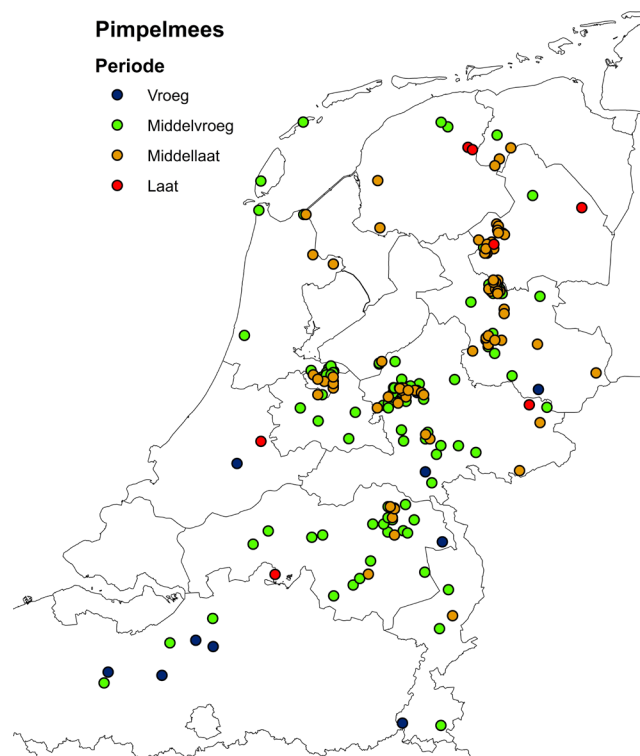 Pimpelmees
Periode
Vroeg
Middelvroeg
Middellaat
Laat